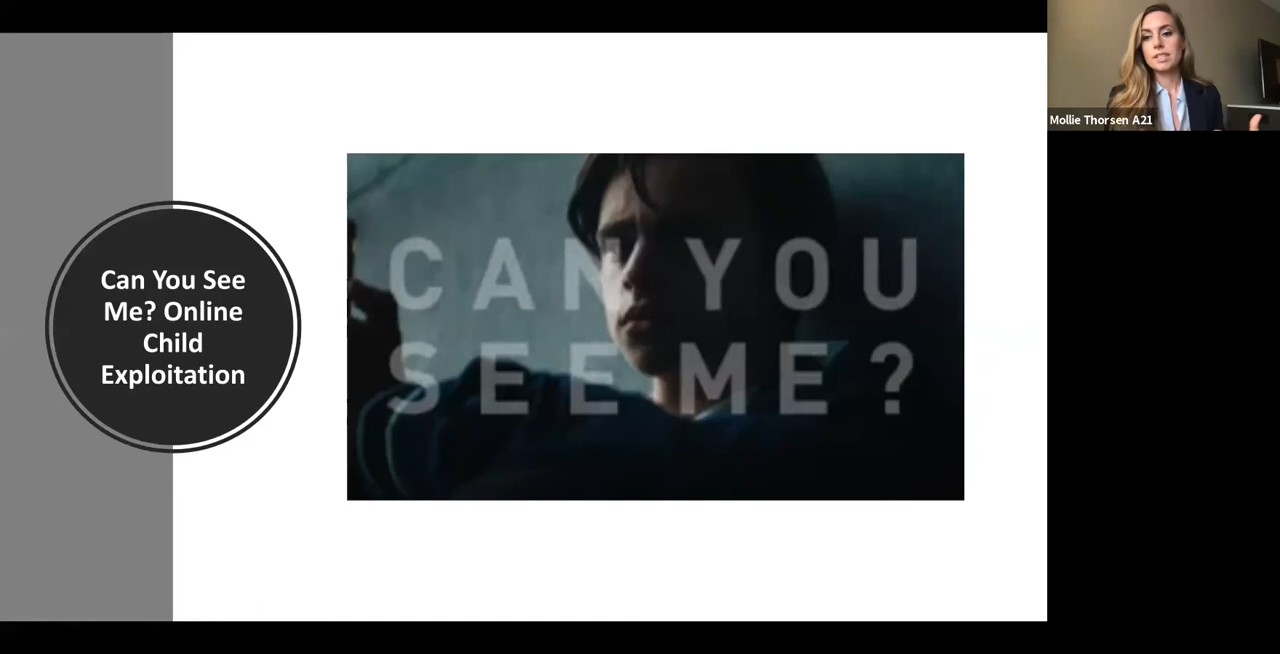 Can You See
Me? Online
Child
Exploitation
CAN YOU
SEE ME?
Mollie Thorsen A21